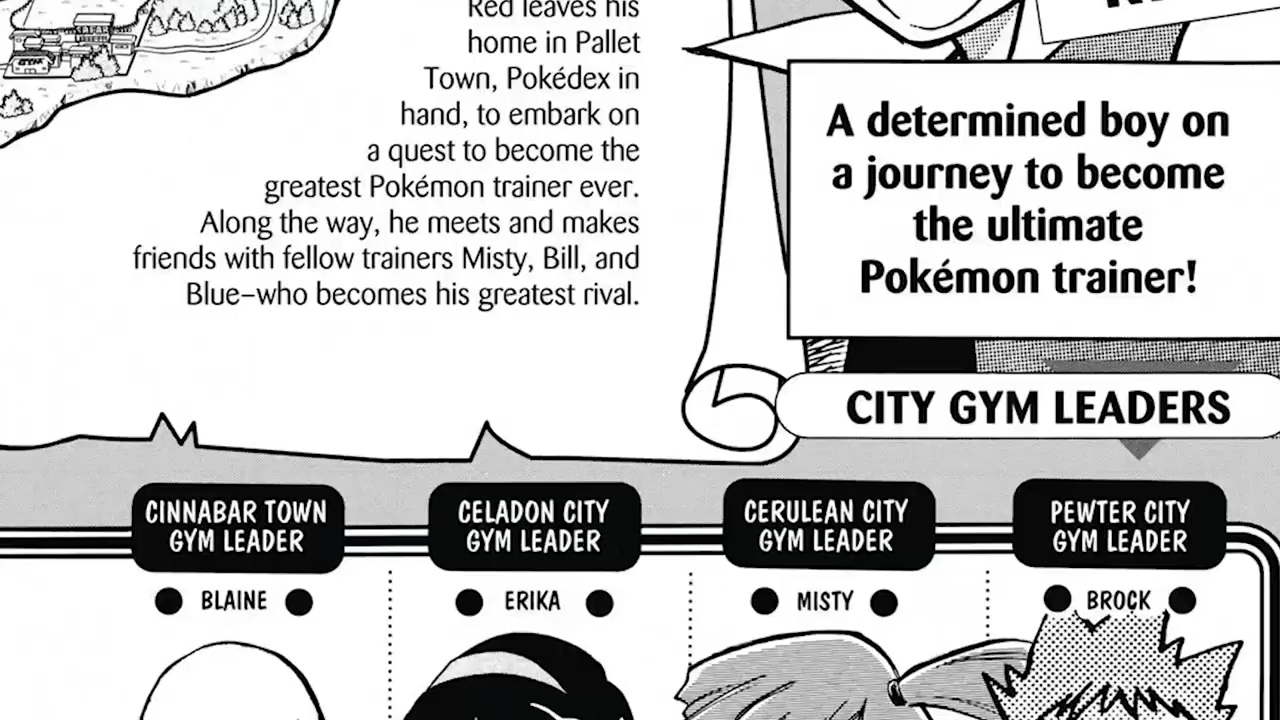 Red leaves his
home in Pallet
Town, Pokédex in
hand, to embark on
a quest to become the
greatest Pokémon trainer ever.
Along the way, he meets and makes
friends with fellow trainers Misty, Bill, and
Blue–who becomes his greatest rival.
A determined boy on
a journey to become
the ultimate
Pokémon trainer!
CITY GYM LEADERS
CINNABAR TOWN
GYM LEADER
BLAINE
CELADON CITY
GYM LEADER
ERIKA
CERULEAN CITY
GYM LEADER
MISTY
PEWTER CITY
GYM LEADER
BROCK